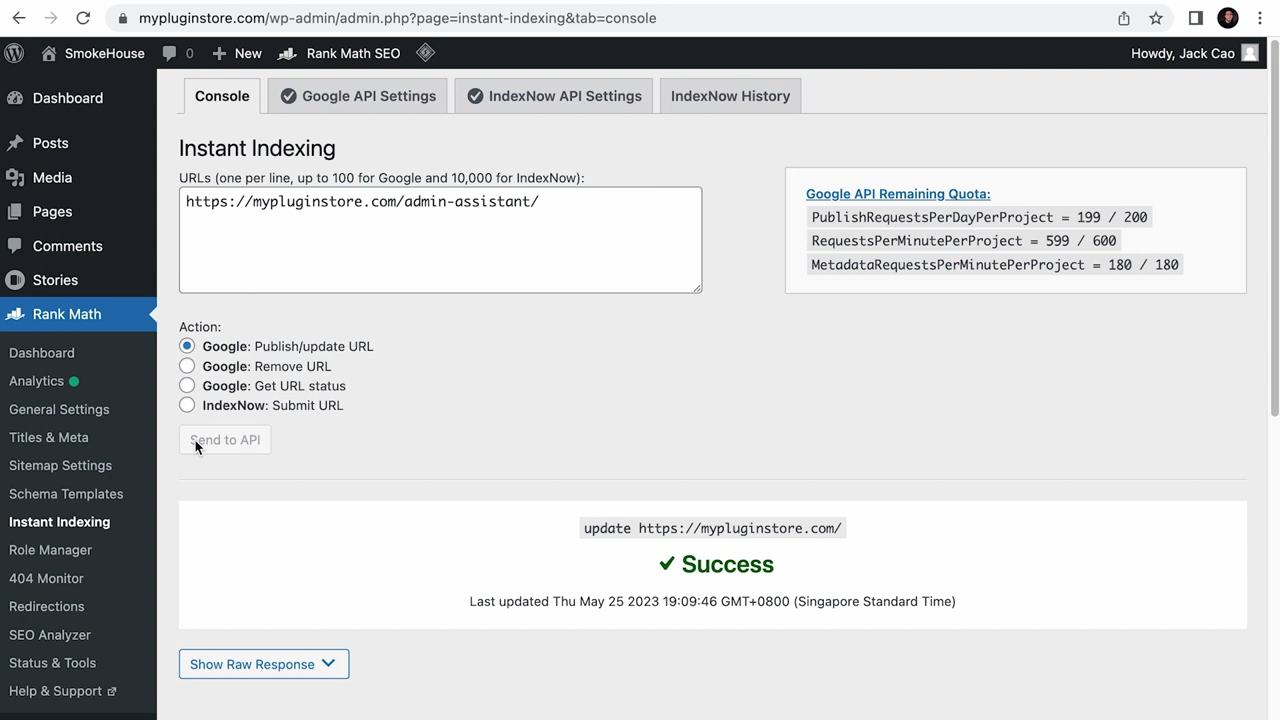 mypluginstore.com/wp-admin/admin.php?page=instant-indexing&tab=console
SmokeHouse
0
New
Rank Math SEO
Howdy, Jack Cao
Dashboard
Posts
Media
Pages
Comments
Stories
Rank Math
Dashboard
Analytics
General Settings
Titles & Meta
Sitemap Settings
Schema Templates
Instant Indexing
Role Manager
404 Monitor
Redirections
SEO Analyzer
Status & Tools
Help & Support
Console
Google API Settings
IndexNow API Settings
IndexNow History
Instant Indexing
URLs (one per line, up to 100 for Google and 10,000 for IndexNow):
https://mypluginstore.com/admin-assistant/
Google API Remaining Quota:
PublishRequestsPerDayPerProject = 199 / 200
RequestsPerMinutePerProject = 599 / 600
MetadataRequestsPerMinutePerProject = 180 / 180
Action:
Google: Publish/update URL
Google: Remove URL
Google: Get URL status
IndexNow: Submit URL
Send to API
update https://mypluginstore.com/
Success
Last updated Thu May 25 2023 19:09:46 GMT+0800 (Singapore Standard Time)
Show Raw Response